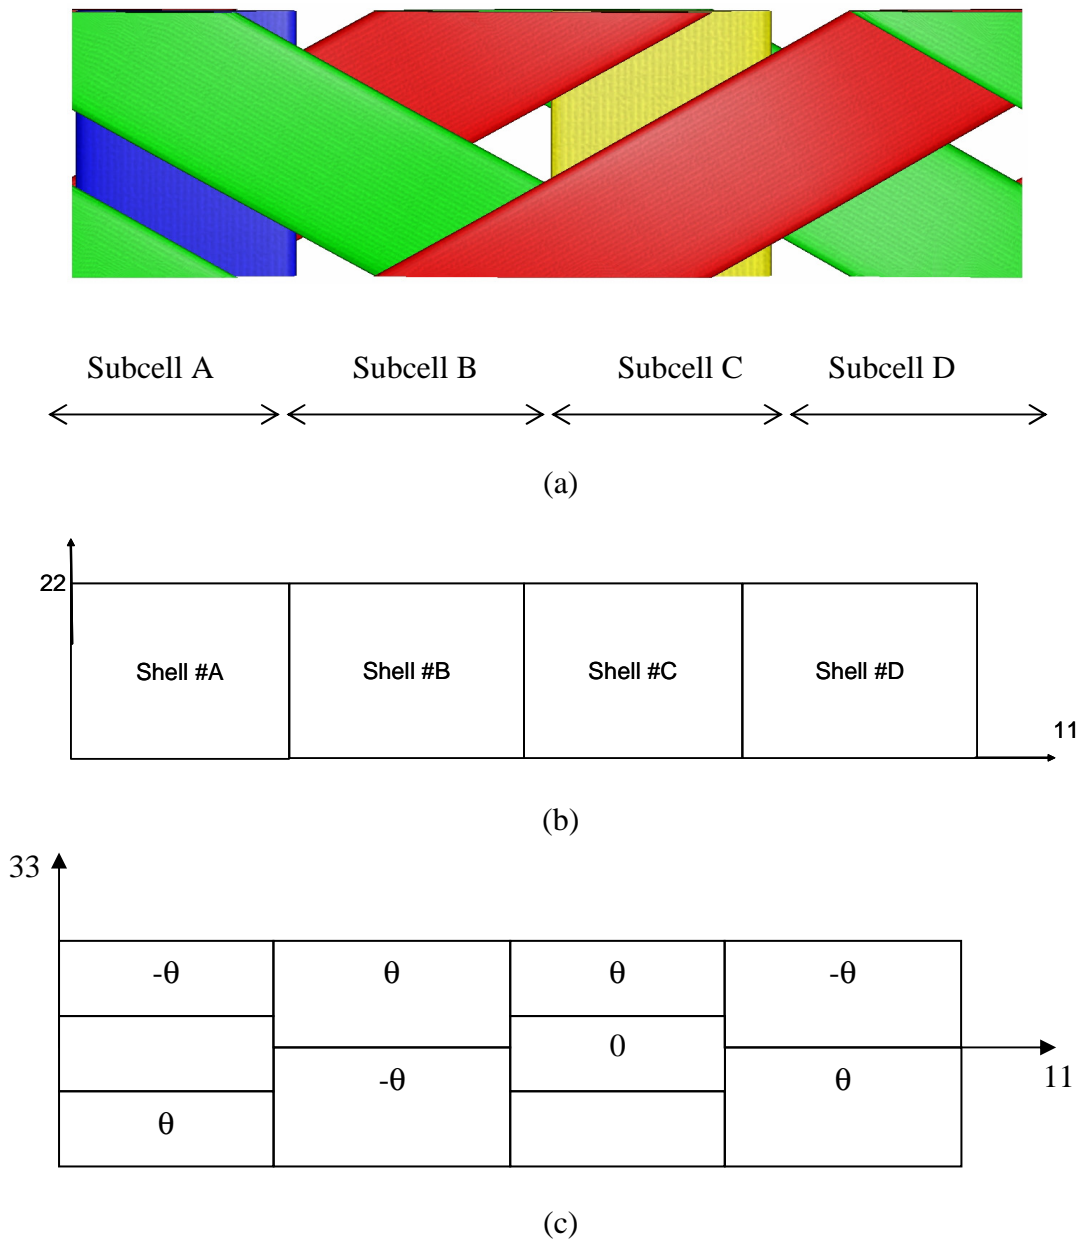 Subcell A Subcell B Subcell C Subcell D
(a)
22
Shell #A Shell #B Shell #C Shell #D
11
(b)
33
-θ θ θ -θ
0
-θ θ 11
θ
(c)